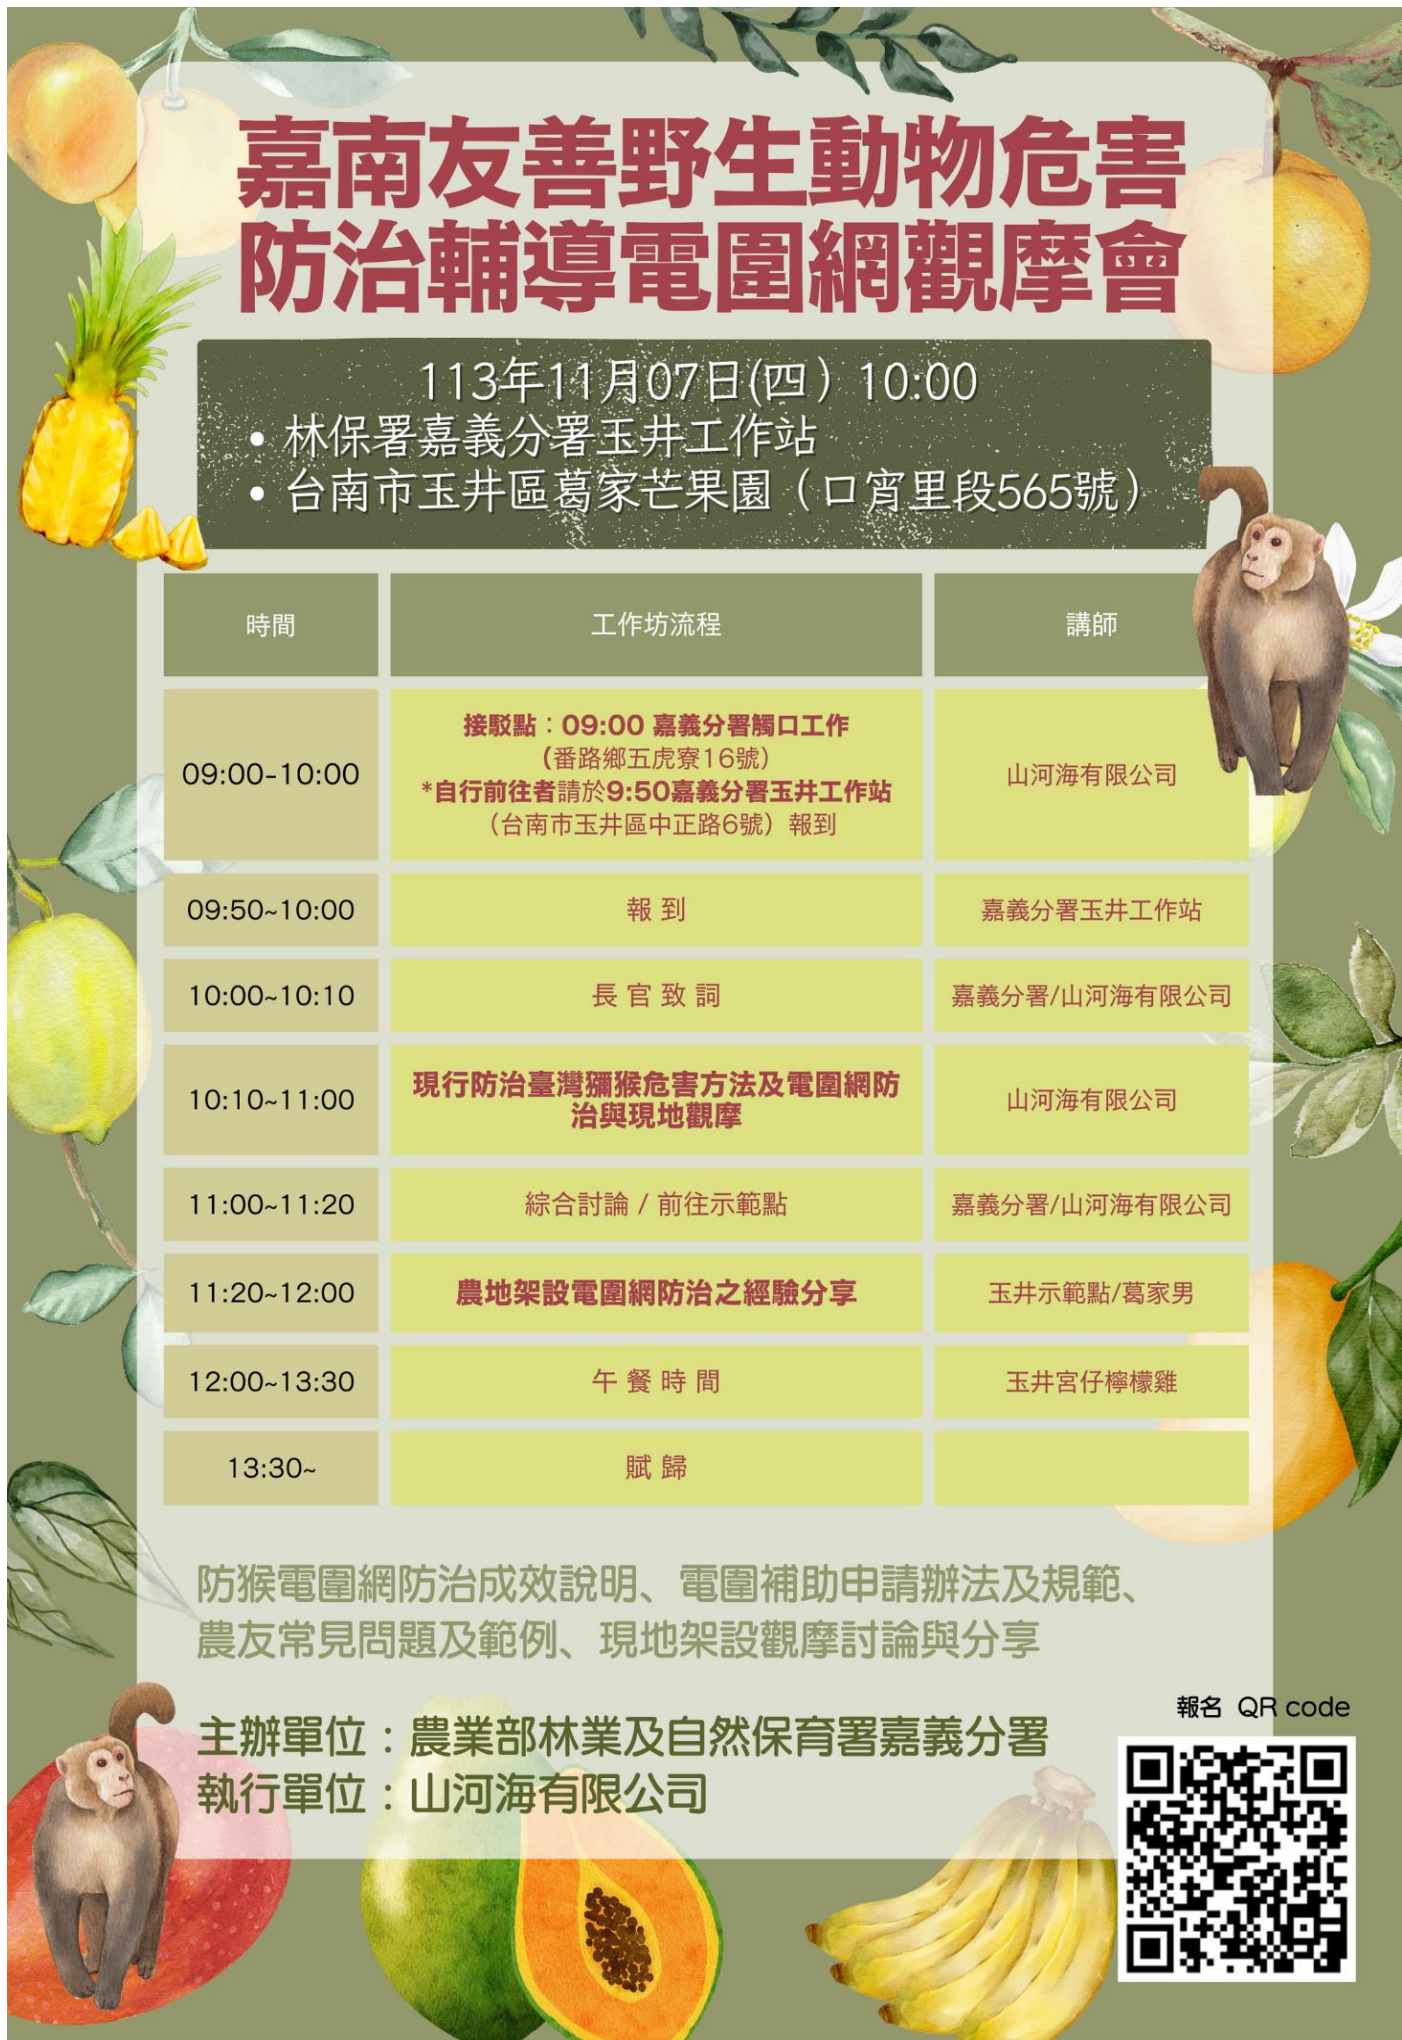 嘉南友善野生動物危害
防治輔導電圍網觀摩會
113年11月07日(四）10:00
• 林保署嘉義分署玉井工作站
• 台南市玉井區葛家芒果園（口宵里段565號）
時間
工作坊流程
講師
09:00-10:00
接駁點：09:00 嘉義分署觸口工作
（番路鄉五虎寮16號）
*自行前往者請於9:50嘉義分署玉井工作站
（台南市玉井區中正路6號）報到
山河海有限公司
09:50~10:00
報 到
嘉義分署玉井工作站
10:00~10:10
長 官 致 詞
嘉義分署/山河海有限公司
10:10~11:00
現行防治臺灣獼猴危害方法及電圍網防
治與現地觀摩
山河海有限公司
11:00~11:20
綜合討論 / 前往示範點
嘉義分署/山河海有限公司
11:20~12:00
農地架設電圍網防治之經驗分享
玉井示範點/葛家男
12:00~13:30
午 餐 時 間
玉井宮仔檸檬雞
13:30~
賦 歸
防猴電圍網防治成效說明、電圍補助申請辦法及規範、
農友常見問題及範例、現地架設觀摩討論與分享
主辦單位：農業部林業及自然保育署嘉義分署
執行單位：山河海有限公司
報名 QR code